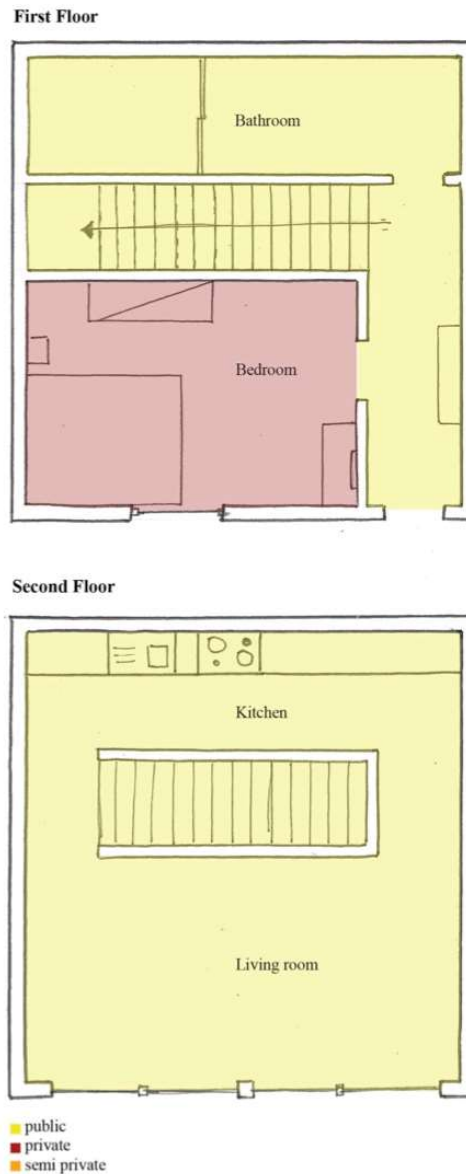 First Floor
Bathroom
Bedroom
Second Floor
Kitchen
Living room
public
private
semi private